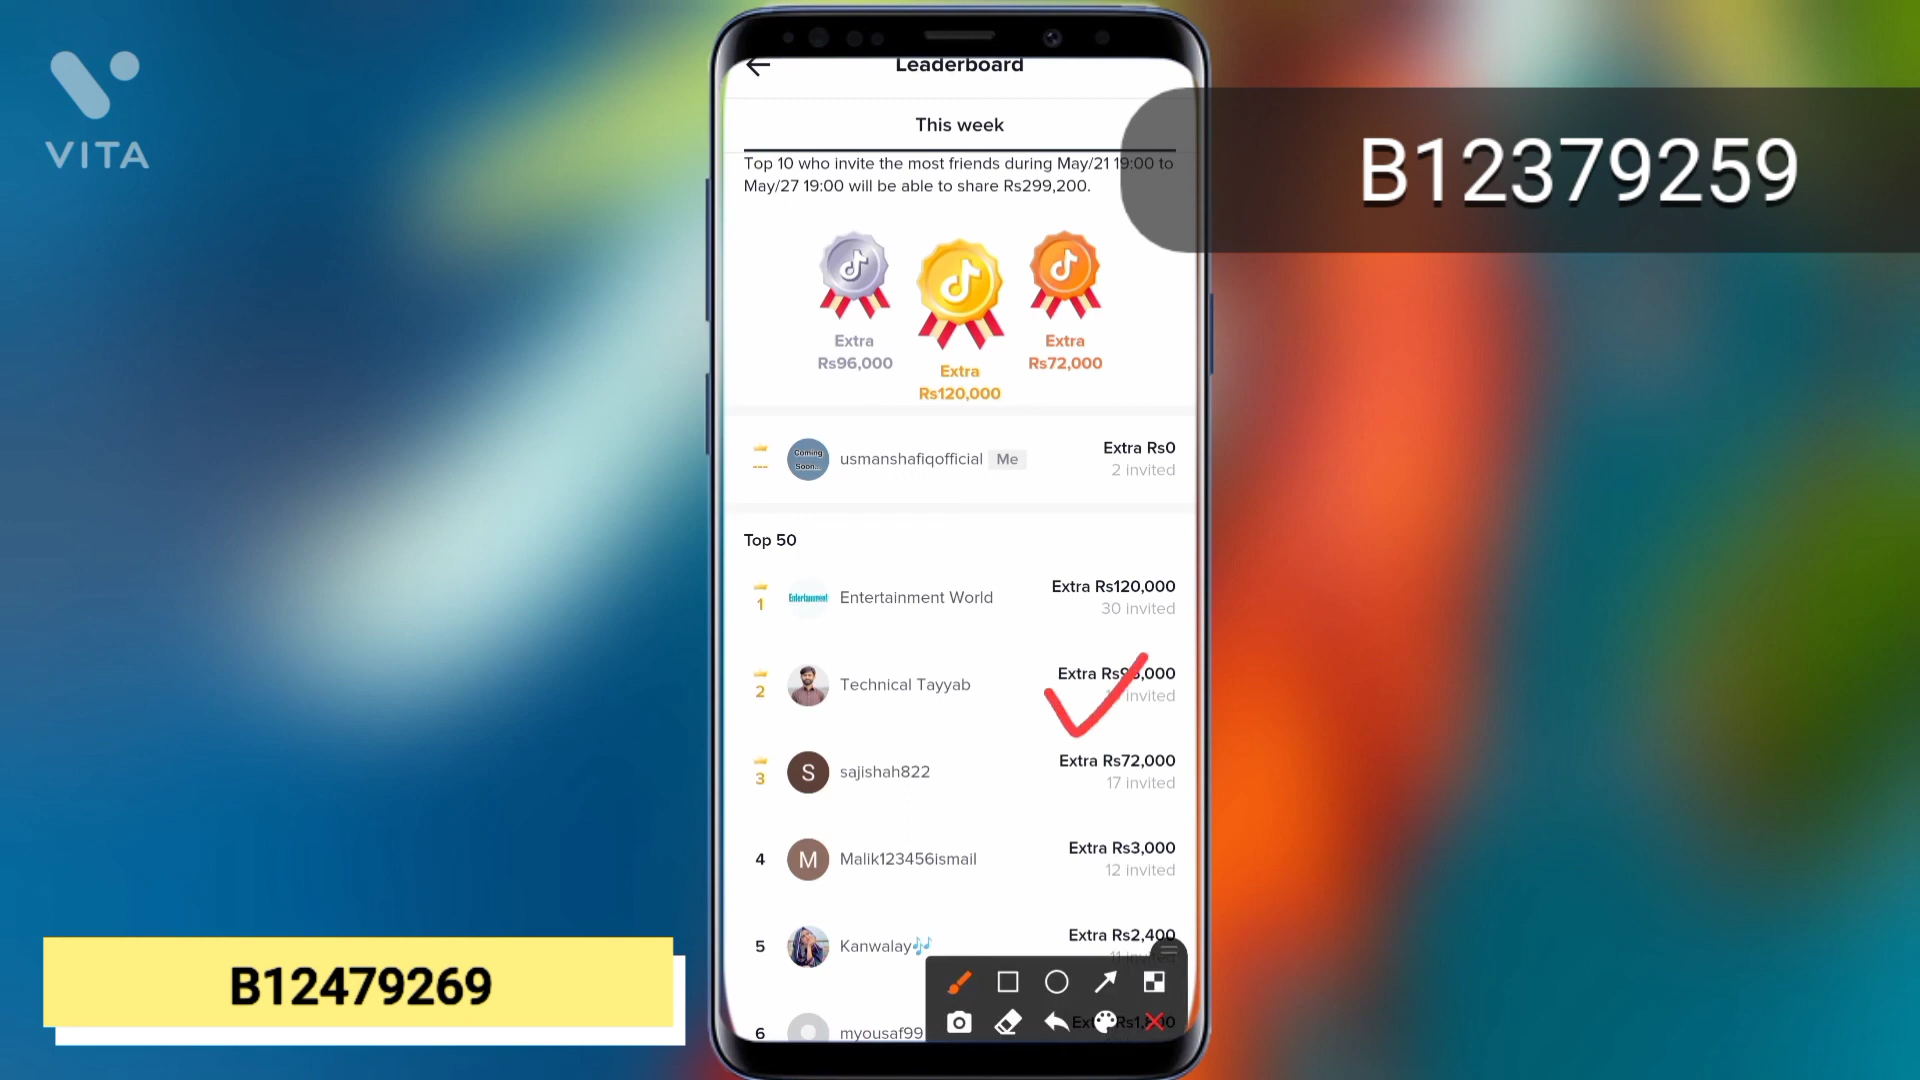 VITA
Leaderboard
This week
Top 10 who invite the most friends during May/21 19:00 to
May/27 19:00 will be able to share Rs299,200.
B12379259
Extra
Rs96,000
Extra
Rs120,000
Extra
Rs72,000
Coming
Soon...
usmanshafiqofficial Me
Extra Rs0
2 invited
Top 50
1 Entertainment Entertainment World
Extra Rs120,000
30 invited
2 Technical Tayyab
Extra
invited
3 S sajishah822
Extra Rs72,000
17 invited
4 M Malik123456ismail
Extra Rs3,000
12 invited
5 Kanwalay
Extra Rs2,400
6 myousaf99
B12479269